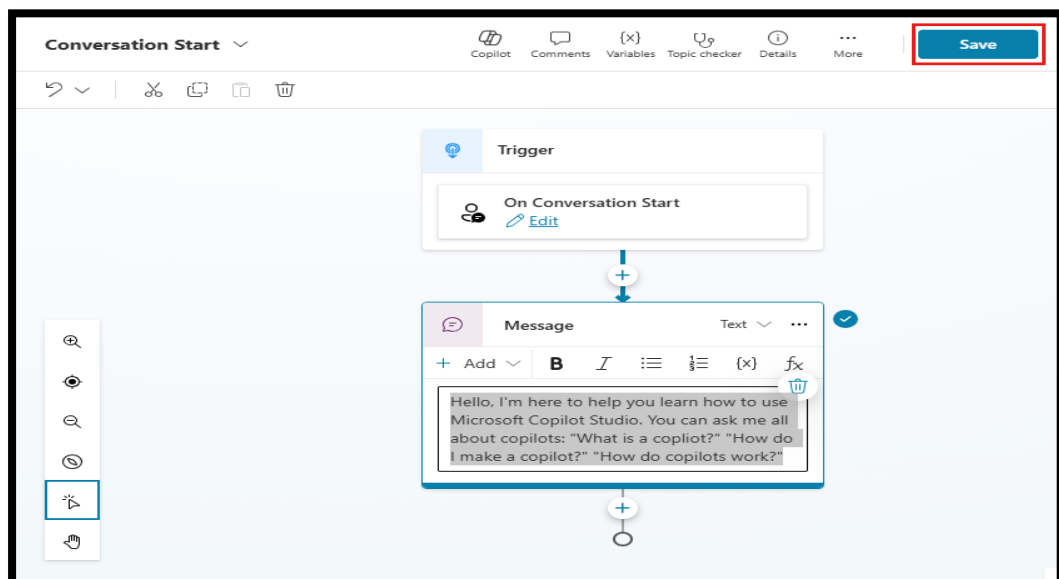 Conversation Start
Copilot Comments {x} Variables Topic checker Details More
Save
Trigger
On Conversation Start
Edit
Message Text
Add B I {x} fx
Hello, I'm here to help you learn how to use
Microsoft Copilot Studio. You can ask me all
about copilots: "What is a copliot?" "How do
I make a copilot?" "How do copilots work?"